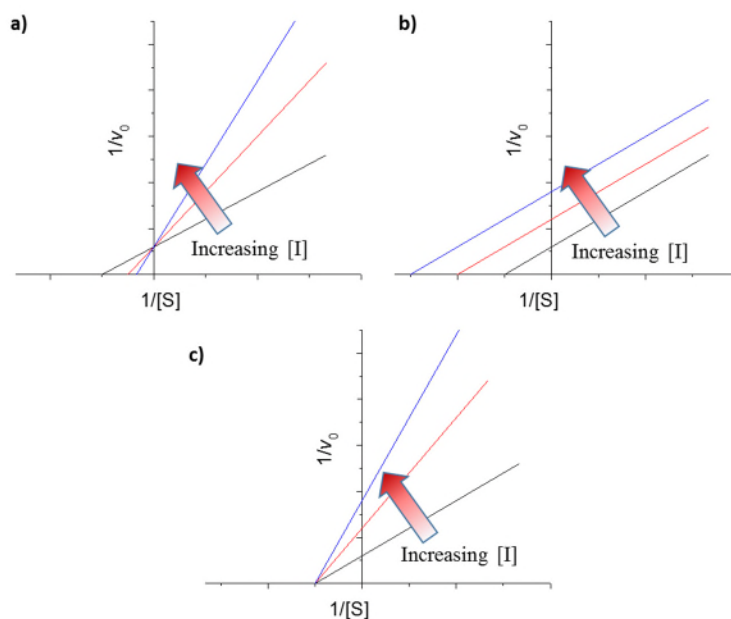 a)
1/v₀
Increasing [I]
1/[S]
b)
1/v₀
Increasing [I]
1/[S]
c)
1/v₀
Increasing [I]
1/[S]